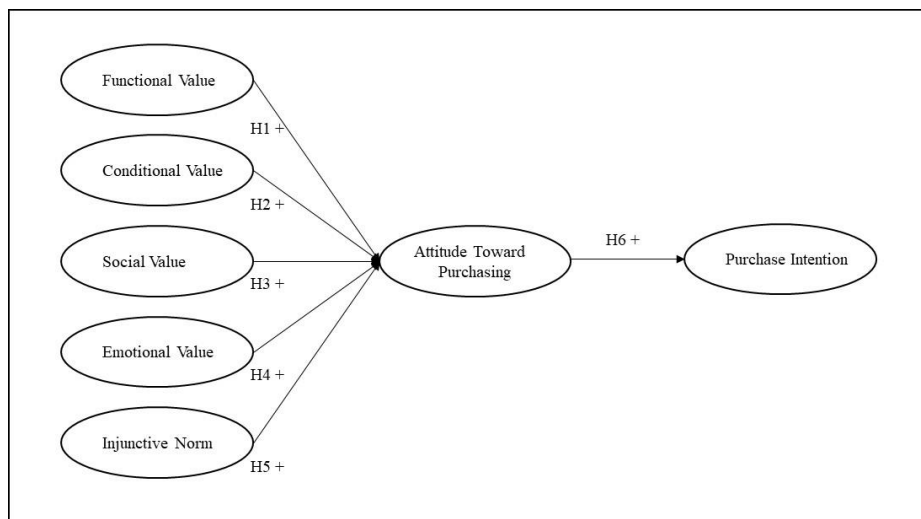 Functional Value
H1 +
Conditional Value
H2 +
Social Value
H3 +
Emotional Value
H4 +
Injunctive Norm
H5 +
Attitude Toward
Purchasing
H6 +
Purchase Intention